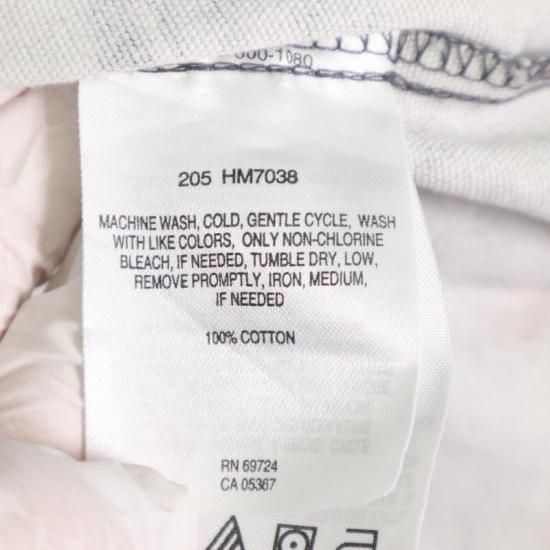 205 HM7038
MACHINE WASH, COLD, GENTLE CYCLE, WASH
WITH LIKE COLORS, ONLY NON-CHLORINE
BLEACH, IF NEEDED, TUMBLE DRY, LOW,
REMOVE PROMPTLY, IRON, MEDIUM,
IF NEEDED
100% COTTON
RN 69724
CA 05367